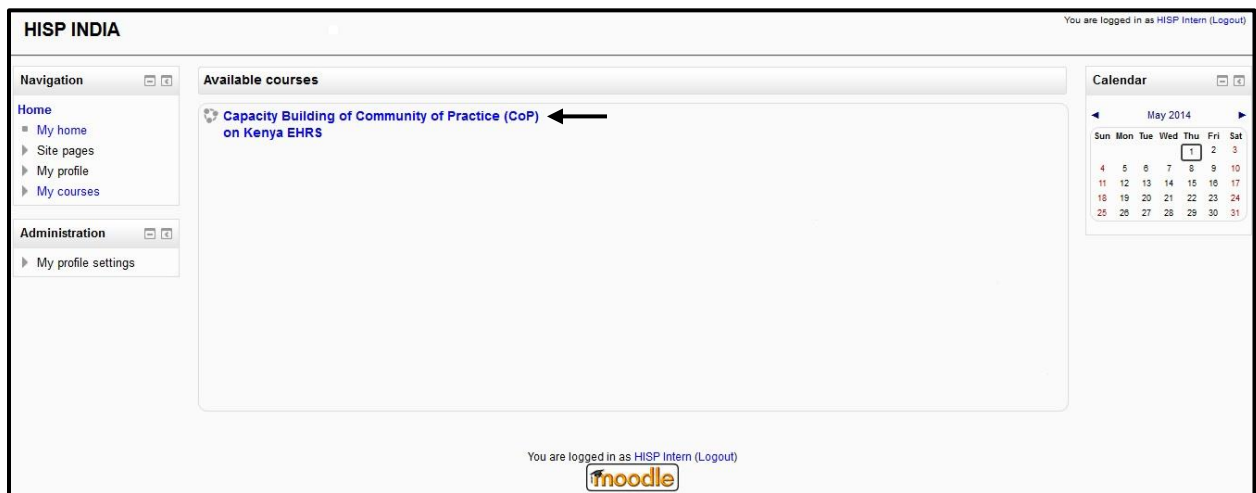 HISP INDIA
You are logged in as HISP Intern (Logout)
Navigation
Home
My home
Site pages
My profile
My courses
Administration
My profile settings
Available courses
Capacity Building of Community of Practice (CoP)
on Kenya EHRS
Calendar
May 2014
Sun Mon Tue Wed Thu Fri Sat
1 2 3
4 5 6 7 8 9 10
11 12 13 14 15 16 17
18 19 20 21 22 23 24
25 26 27 28 29 30 31
You are logged in as HISP Intern (Logout)
moodle